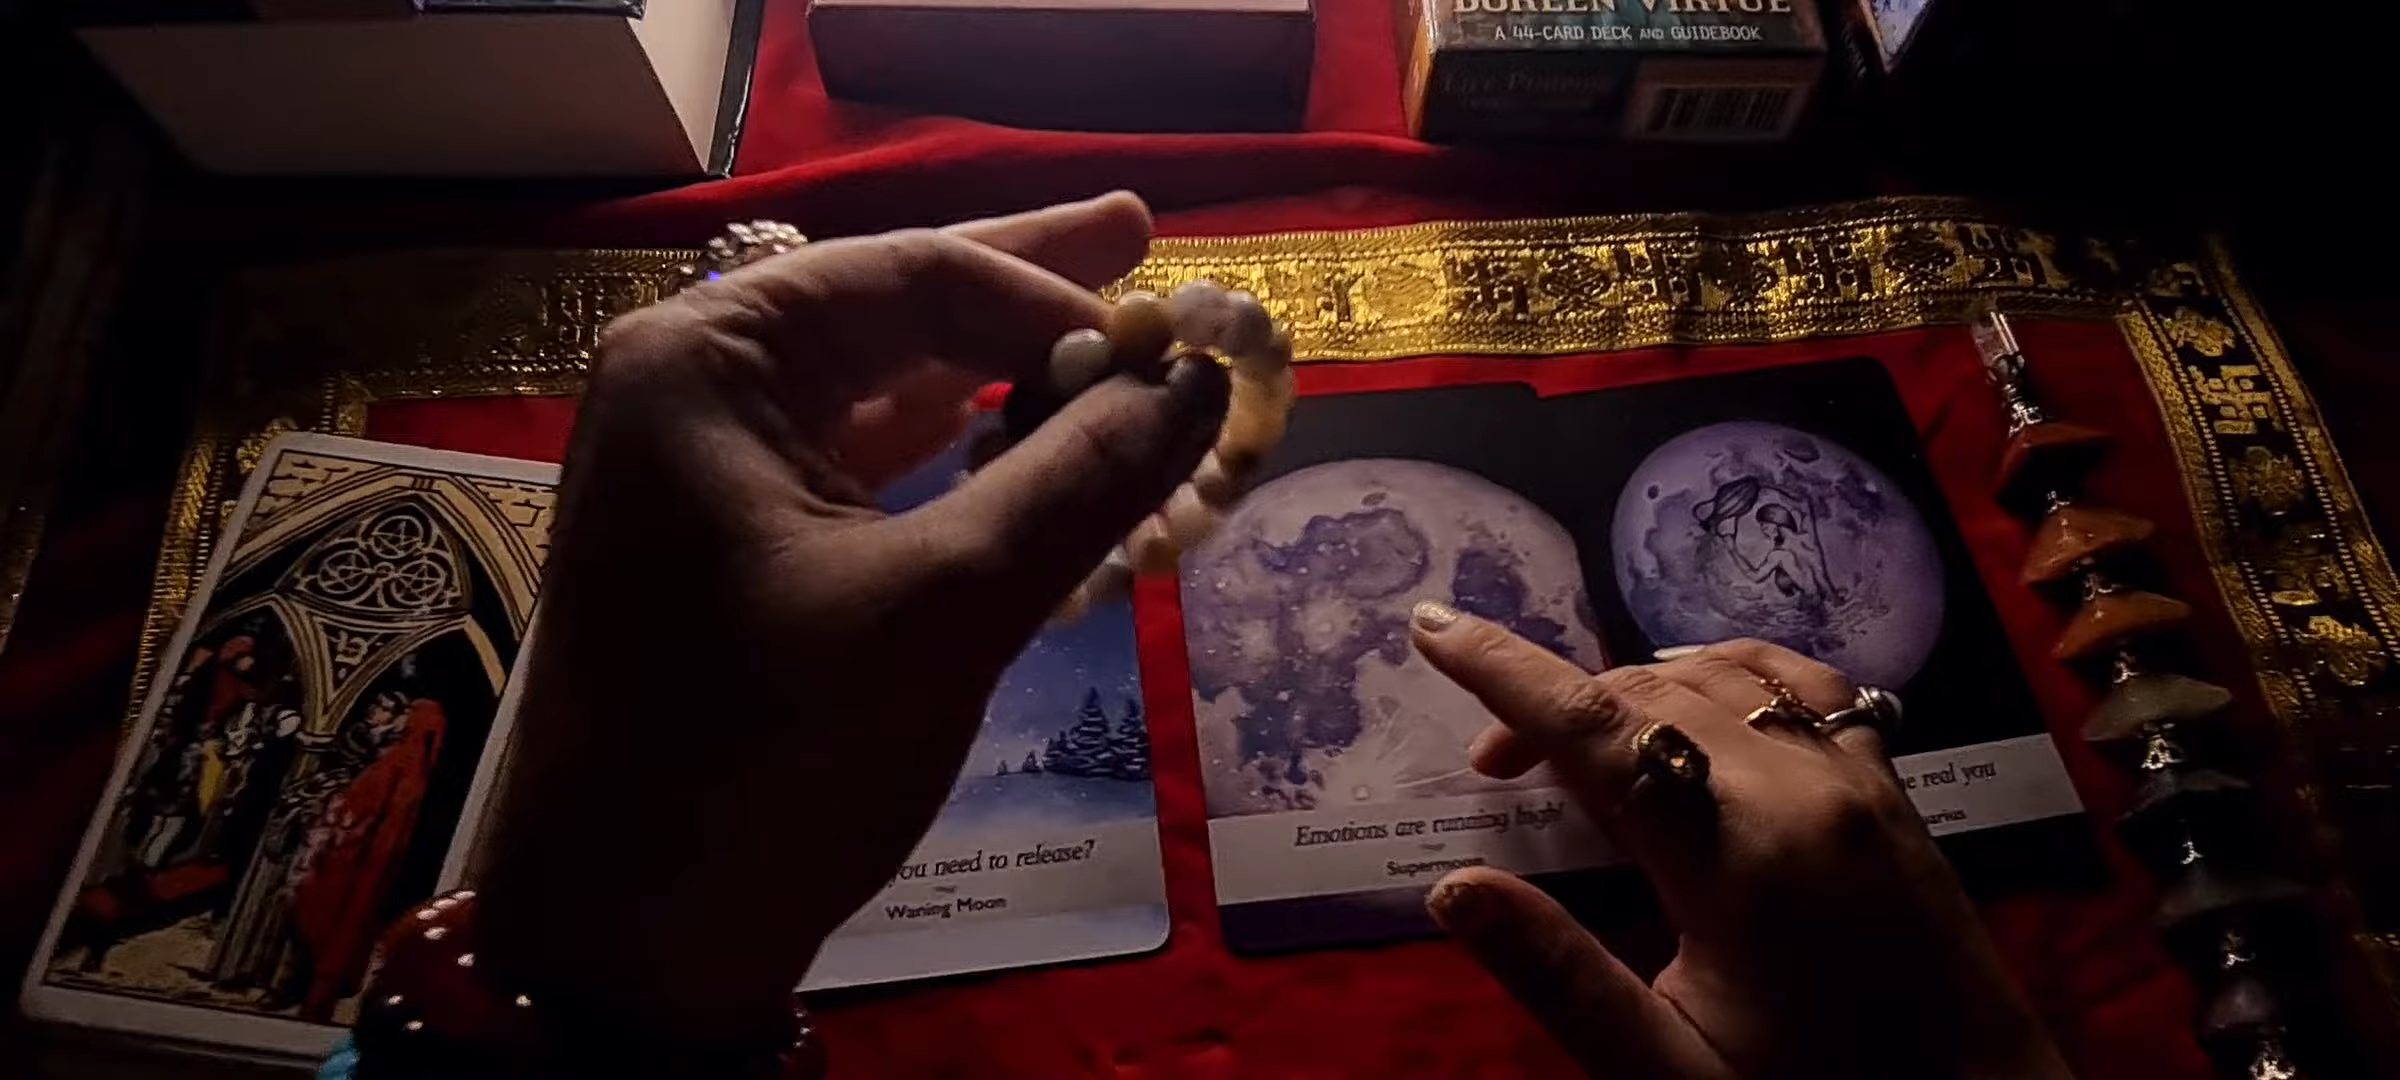 DOREEN VIRTUE
A 44-CARD DECK AND GUIDEBOOK
you need to release?
Waning Moon
Emotions are running high!
Supermoon
real you